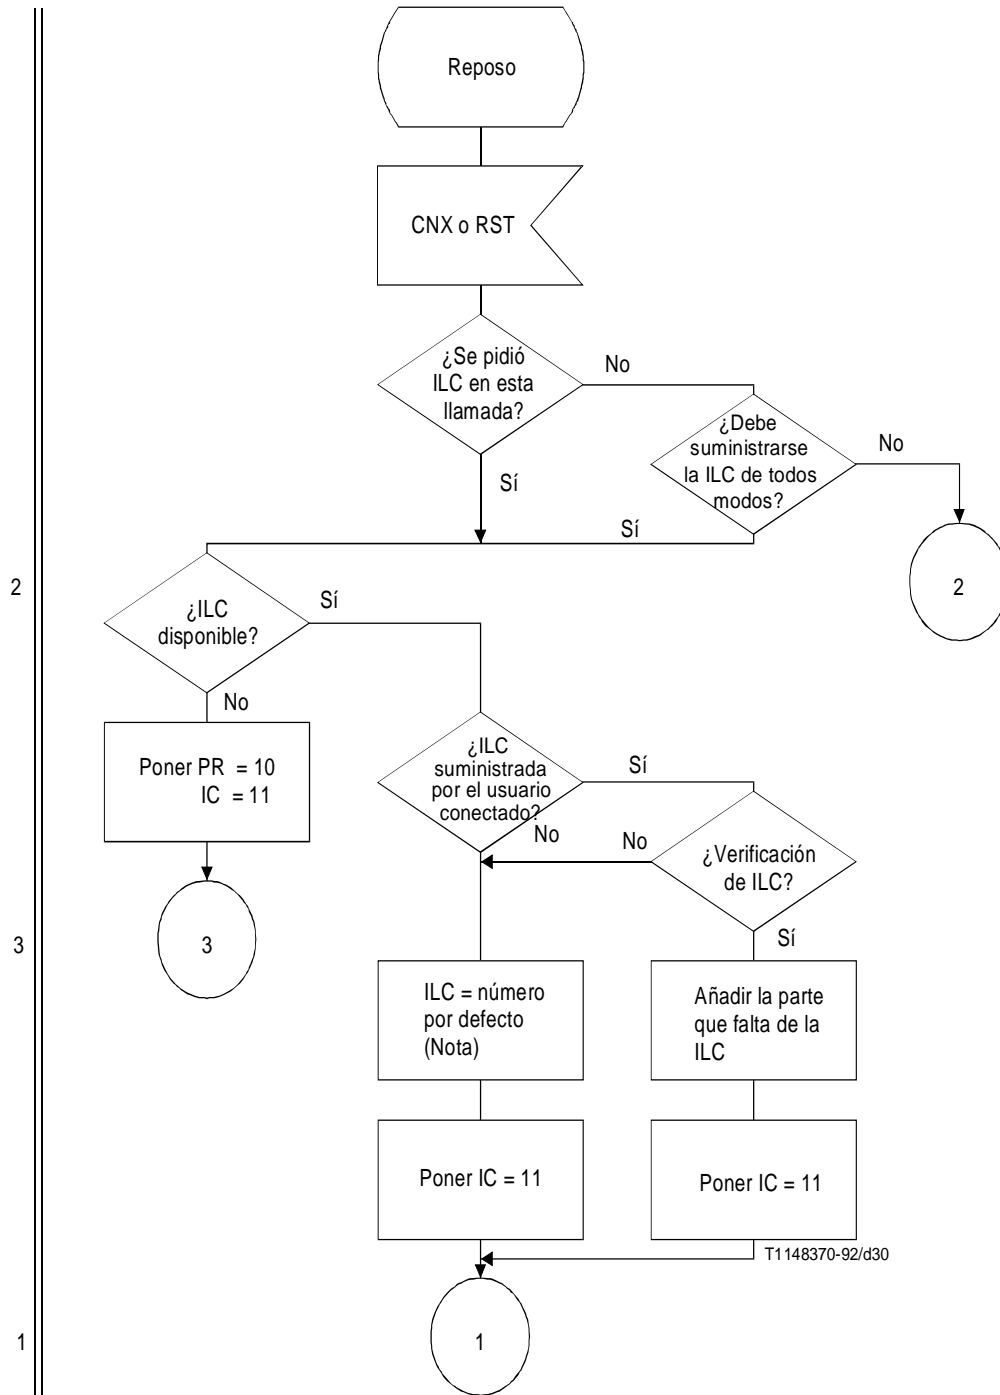 Reposo
CNX o RST
¿Se pidió
ILC en esta
llamada?
No
¿Debe
suministrarse
la ILC de todos
modos?
No
Sí
Sí
2
2
¿ILC
disponible?
Sí
No
Poner PR = 10
IC = 11
¿ILC
suministrada
por el usuario
conectado?
Sí
No
No
¿Verificación
de ILC?
Sí
3
3
ILC = número
por defecto
(Nota)
Añadir la parte
que falta de la
ILC
Poner IC = 11
Poner IC = 11
T1148370-92/d30
1
1